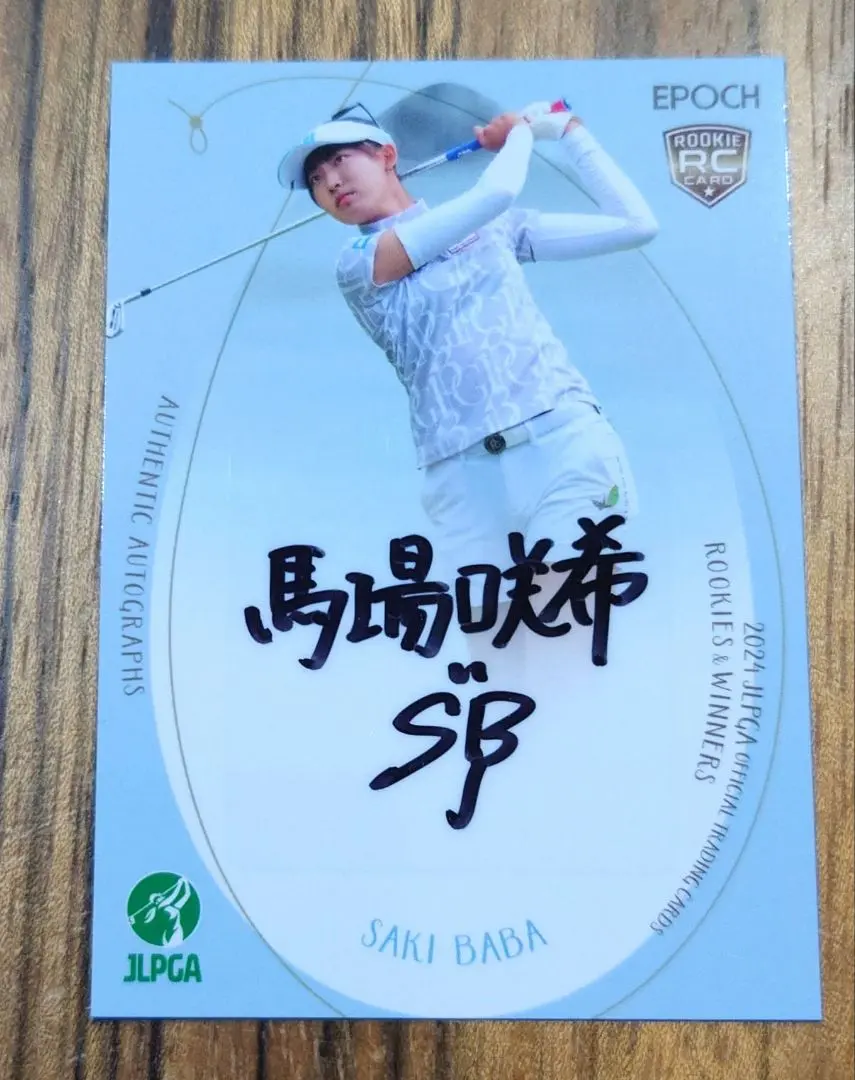 EPOCH
ROOKIE
RC
CARD
AUTHENTIC AUTOGRAPHS
2024 JLPGA OFFICIAL TRADING CARDS
ROOKIES & WINNERS
馬場咲希
SB
SAKI BABA
JLPGA